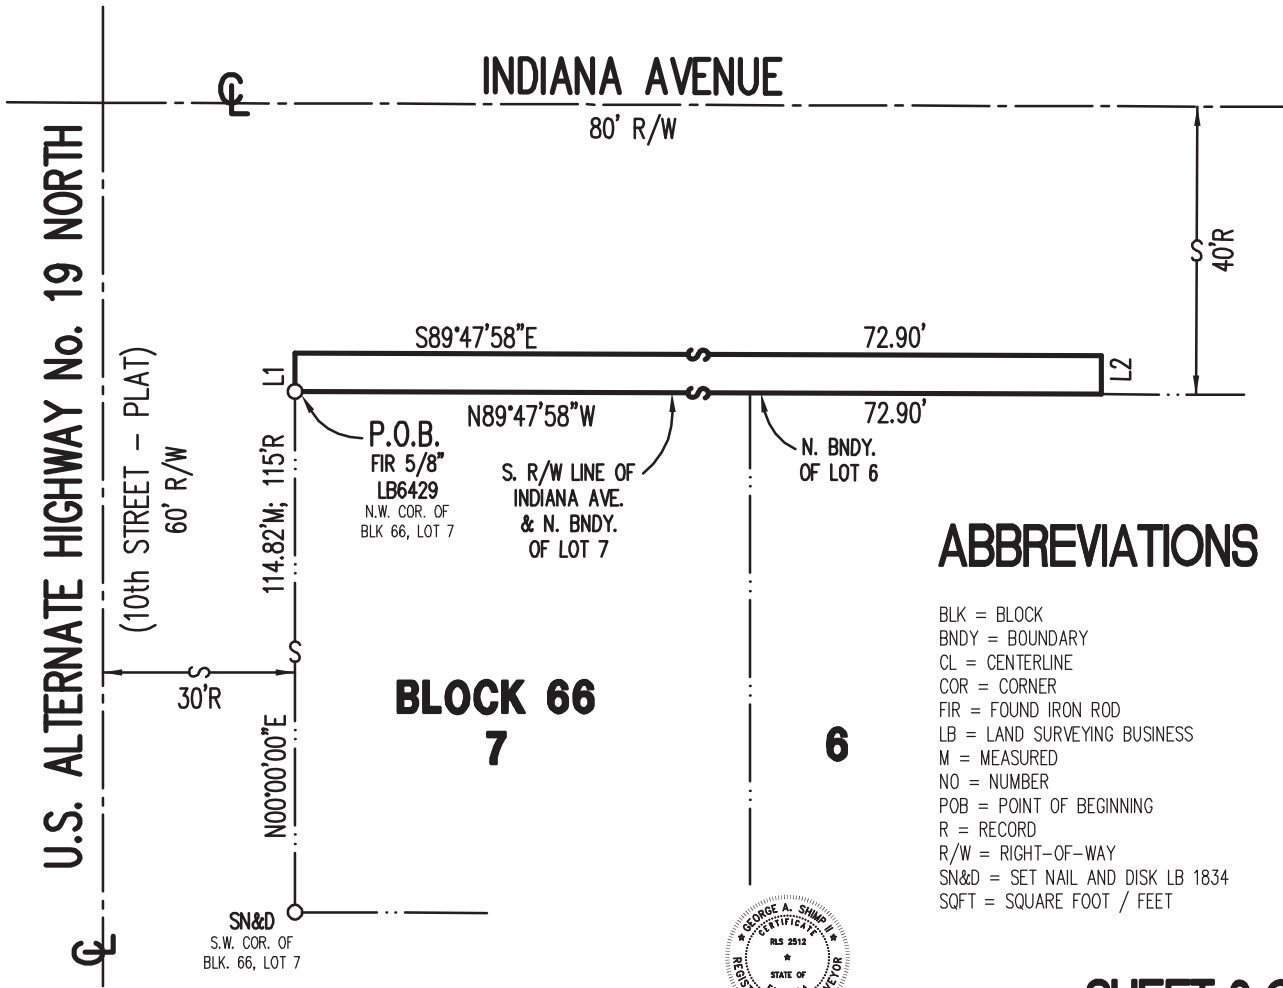 INDIANA AVENUE
80' R/W
CL
U.S. ALTERNATE HIGHWAY No. 19 NORTH
(10th STREET - PLAT)
60' R/W
40'R
S89°47'58"E
72.90'
L1
L2
N89°47'58"W
72.90'
P.O.B.
FIR 5/8"
LB6429
N.W. COR. OF
BLK 66, LOT 7
S. R/W LINE OF
INDIANA AVE.
& N. BNDY.
OF LOT 7
N. BNDY.
OF LOT 6
114.82'M; 115'R
30'R
N00°00'00"E
BLOCK 66
7
6
SN&D
S.W. COR. OF
BLK. 66, LOT 7
CL
ABBREVIATIONS
BLK = BLOCK
BNDY = BOUNDARY
CL = CENTERLINE
COR = CORNER
FIR = FOUND IRON ROD
LB = LAND SURVEYING BUSINESS
M = MEASURED
NO = NUMBER
POB = POINT OF BEGINNING
R = RECORD
R/W = RIGHT-OF-WAY
SN&D = SET NAIL AND DISK LB 1834
SQFT = SQUARE FOOT / FEET
GEORGE A. SHIMP II
CERTIFICATE
RLS 2512
STATE OF